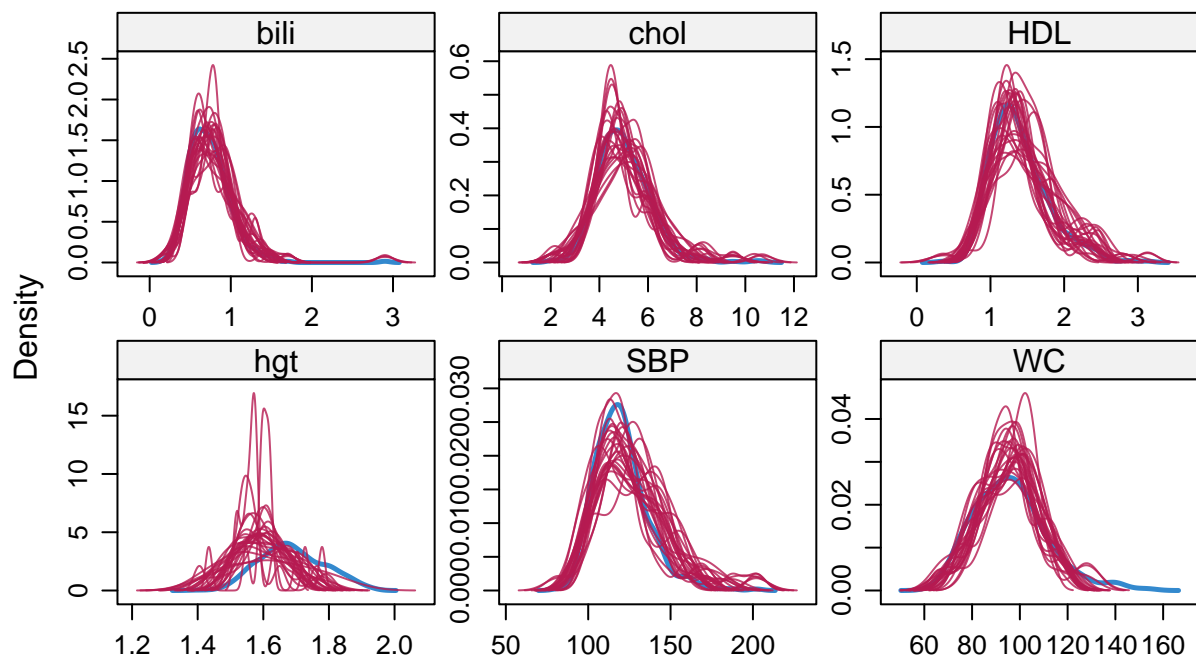 bili chol HDL
0.0 0.5 1.0 1.5 2.0 2.5
0.0 0.2 0.4 0.6
0.0 0.5 1.0 1.5
0 1 2 3
2 4 6 8 10 12
0 1 2 3
Density
hgt SBP WC
0 5 10 15
0.000 0.010 0.020 0.030
0.00 0.02 0.04
1.2 1.4 1.6 1.8 2.0
50 100 150 200
60 80 100 120 140 160